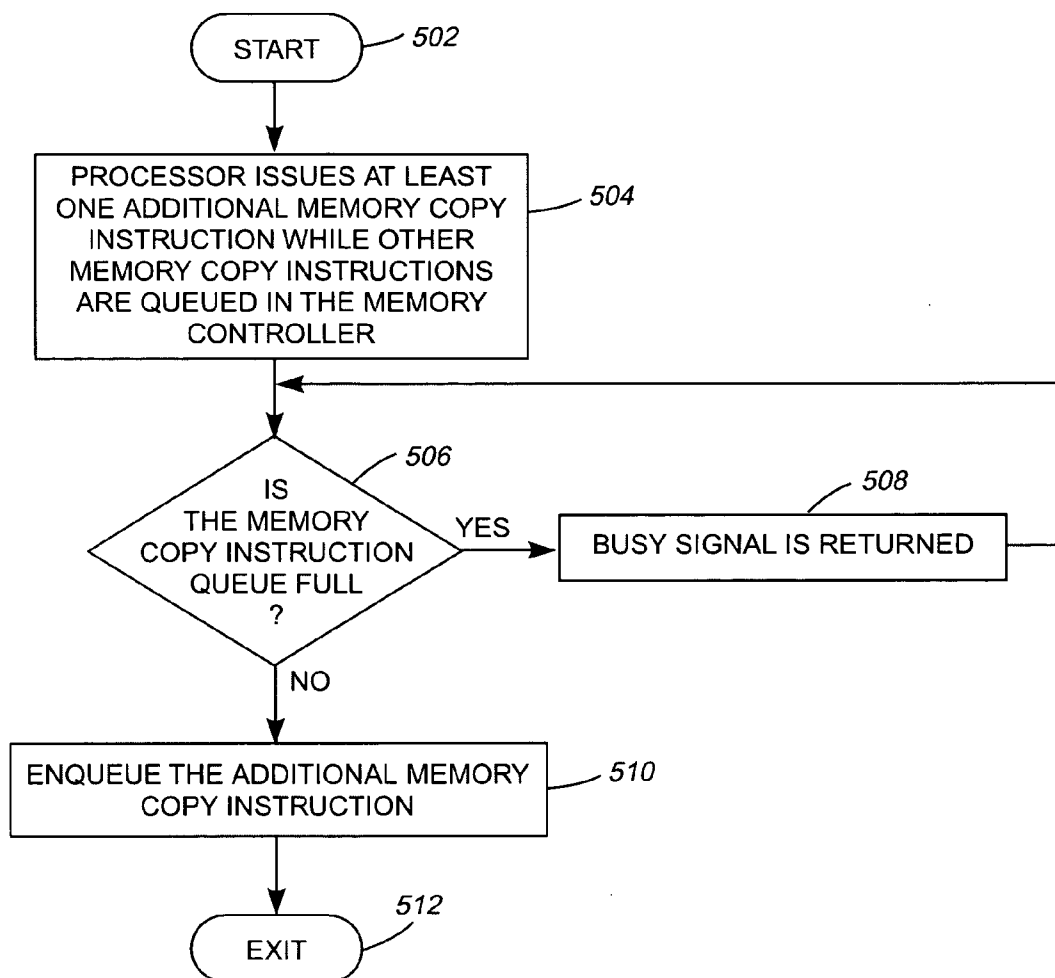 START
502
PROCESSOR ISSUES AT LEAST
ONE ADDITIONAL MEMORY COPY
INSTRUCTION WHILE OTHER
MEMORY COPY INSTRUCTIONS
ARE QUEUED IN THE MEMORY
CONTROLLER
504
IS
THE MEMORY
COPY INSTRUCTION
QUEUE FULL
?
506
YES
BUSY SIGNAL IS RETURNED
508
NO
ENQUEUE THE ADDITIONAL MEMORY
COPY INSTRUCTION
510
EXIT
512